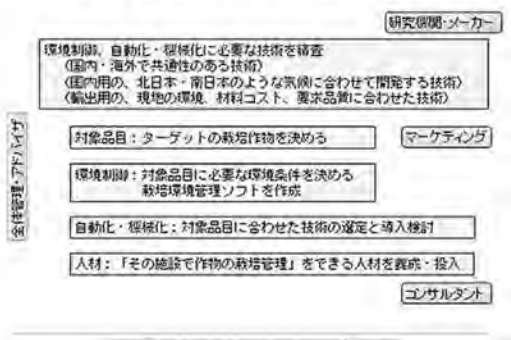 研究機関・メーカー
環境制御、自動化・機械化に必要な技術を精査
(国内・海外で共通性のある技術)
(国内用の、北日本・南日本のような気候に合わせて開発する技術)
(輸出用の、現地の環境、材料コスト、要求品質に合わせた技術)
全体管理・アドバイザ
対象品目:ターゲットの栽培作物を決める
マーケティング
環境制御:対象品目に必要な環境条件を決める
栽培環境管理ソフトを作成
自動化・機械化:対象品目に合わせた技術の選定と導入検討
人材:「その施設で作物の栽培管理」をできる人材を養成・投入
コンサルタント